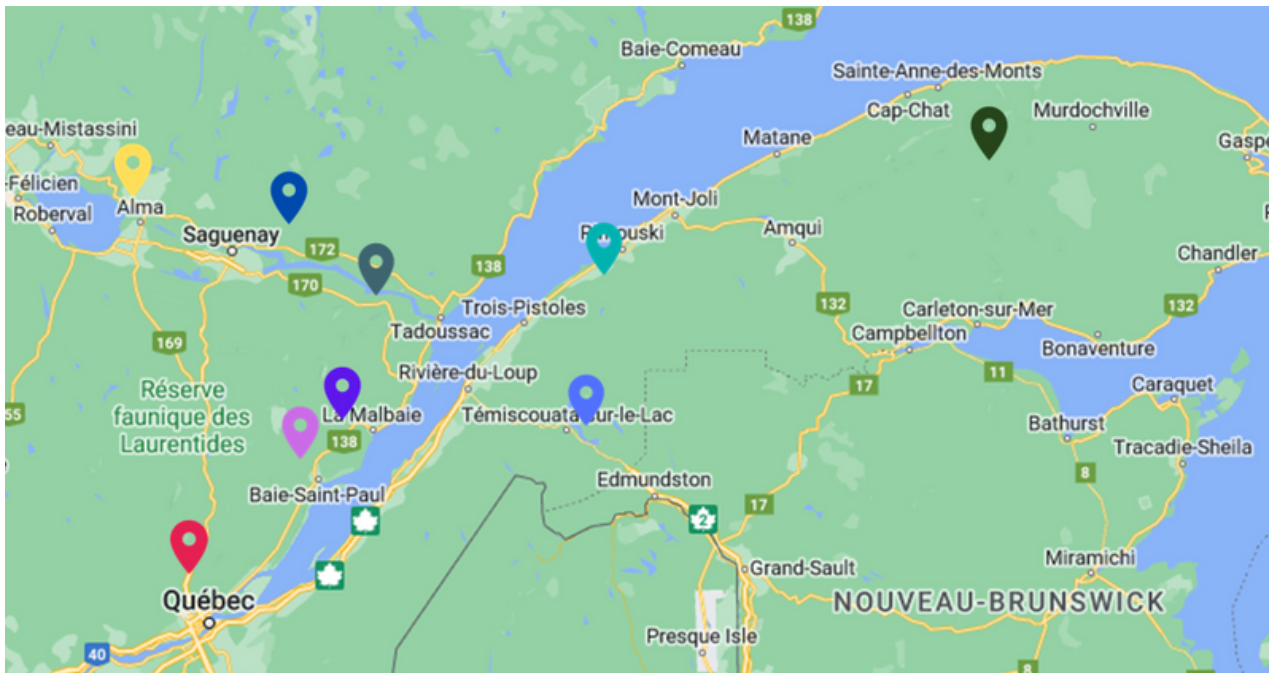 138
Baie-Comeau
Sainte-Anne-des-Monts
Cap-Chat
Murdochville
eau-Mistassini
Matane
Gaspe
-Félicien
Roberval
Alma
Mont-Joli
Saguenay
Rimouski
Amqui
172
138
Chandler
170
Trois-Pistoles
132
Carleton-sur-Mer
132
Tadoussac
Campbellton
169
Bonaventure
Rivière-du-Loup
11
17
Caraquet
Réserve
faunique des
Laurentides
55
La Malbaie
Témiscouata-sur-le-Lac
138
Bathurst
Tracadie-Sheila
8
Edmundston
Baie-Saint-Paul
17
2
Miramichi
Grand-Sault
Québec
NOUVEAU-BRUNSWICK
Presque Isle
40
8